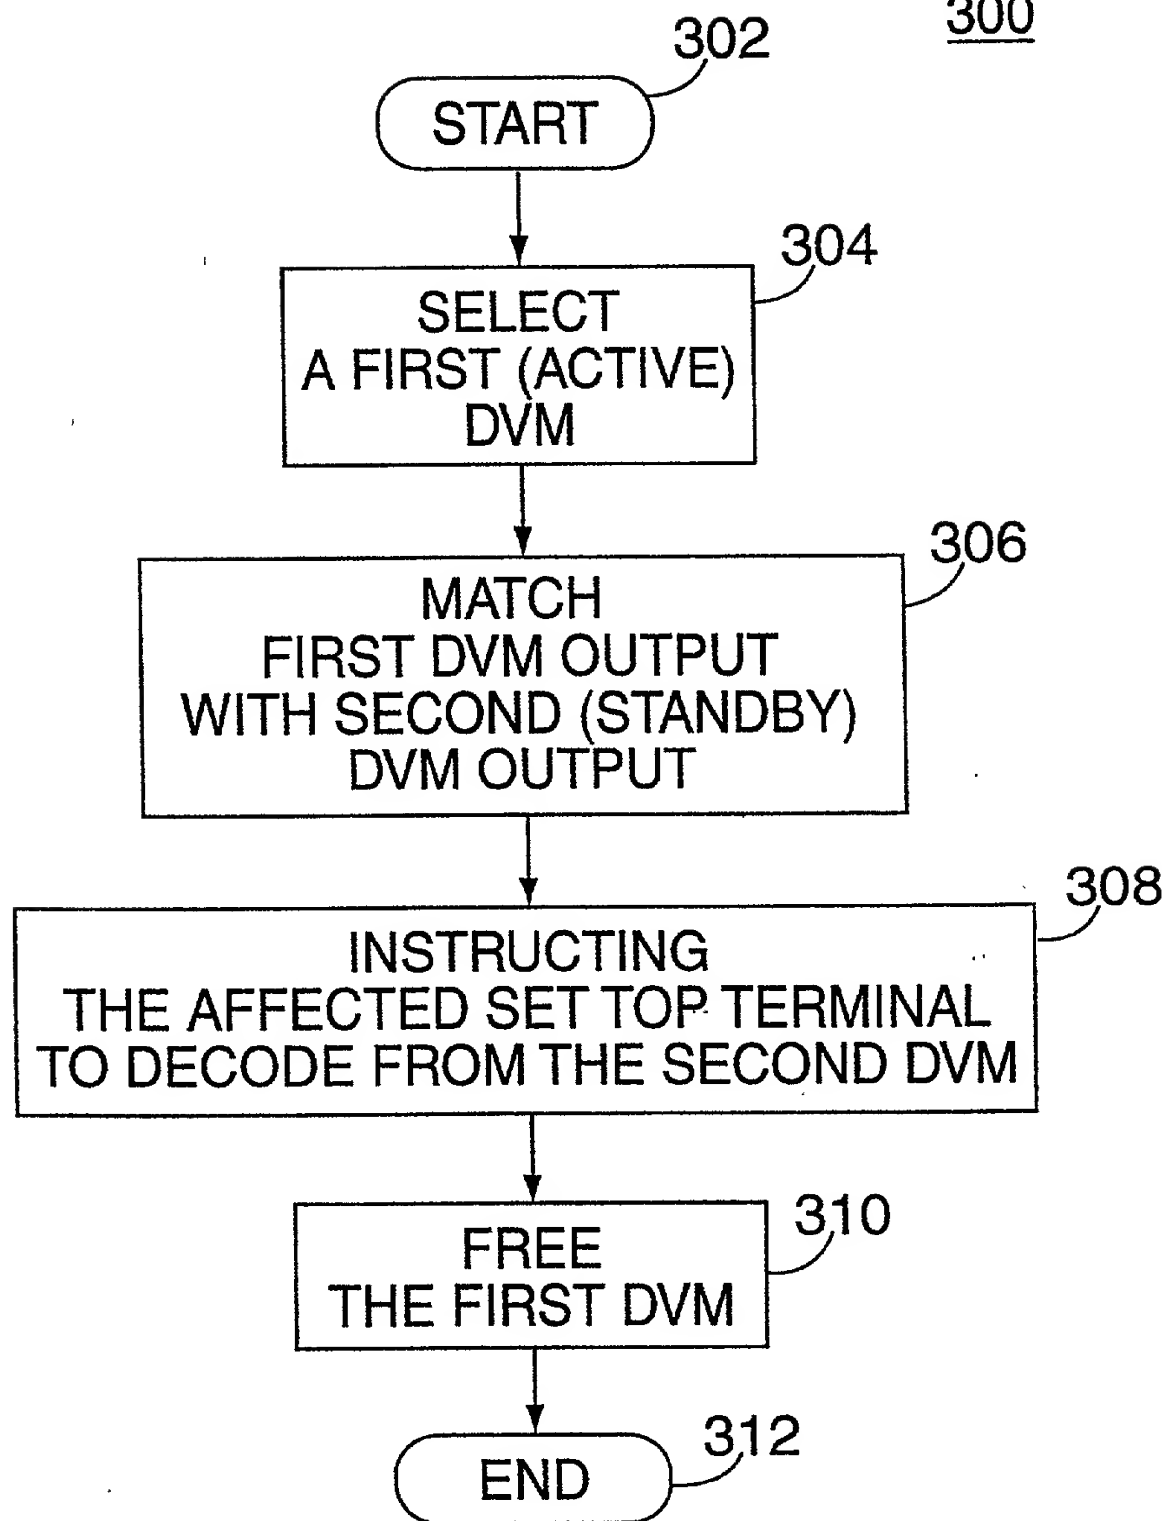 300
302
START
304
SELECT
A FIRST (ACTIVE)
DVM
306
MATCH
FIRST DVM OUTPUT
WITH SECOND (STANDBY)
DVM OUTPUT
308
INSTRUCTING
THE AFFECTED SET TOP TERMINAL
TO DECODE FROM THE SECOND DVM
310
FREE
THE FIRST DVM
312
END